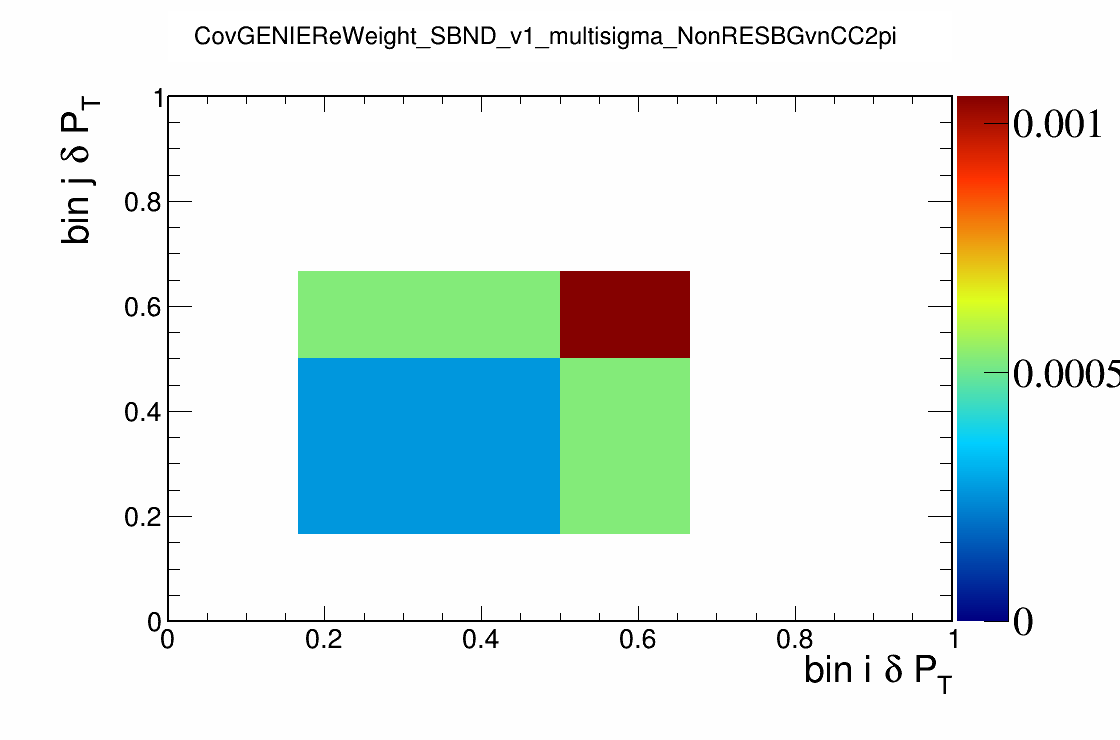 CovGENIEReWeight_SBND_v1_multisigma_NonRESBGvnCC2pi
bin j δ P_T
1
0.8
0.6
0.4
0.2
0
0 0.2 0.4 0.6 0.8 1
bin i δ P_T
0.001
0.0005
0